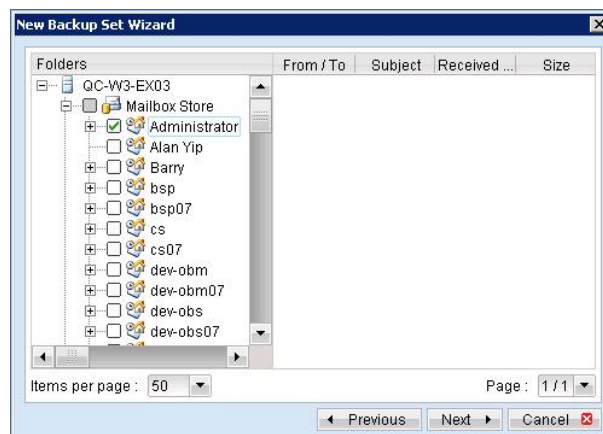 New Backup Set Wizard
Folders From / To Subject Received ... Size
QC-W3-EX03
Mailbox Store
Administrator
Alan Yip
Barry
bsp
bsp07
cs
cs07
dev-obm
dev-obm07
dev-obs
dev-obs07
Items per page : 50 Page : 1 / 1
Previous Next Cancel